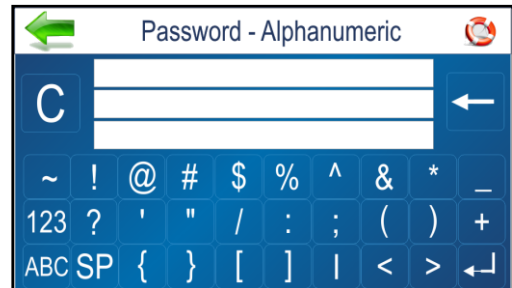 Password - Alphanumeric
C
~ ! @ # $ % ^ & * _
123 ? ' " / : ; ( ) +
ABC SP { } [ ] | < >